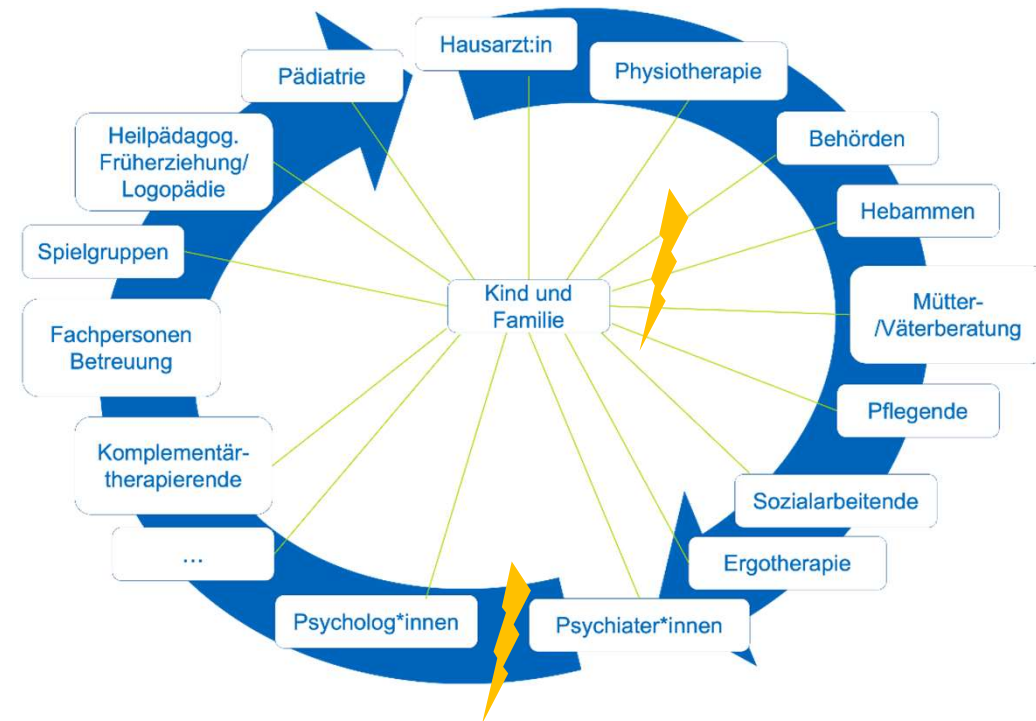 Hausarzt:in
Physiotherapie
Pädiatrie
Behörden
Heilpädagog.
Früherziehung/
Logopädie
Hebammen
Spielgruppen
Kind und
Familie
Mütter-
/Väterberatung
Fachpersonen
Betreuung
Pflegende
Komplementär-
therapierende
Sozialarbeitende
...
Ergotherapie
Psycholog*innen
Psychiater*innen